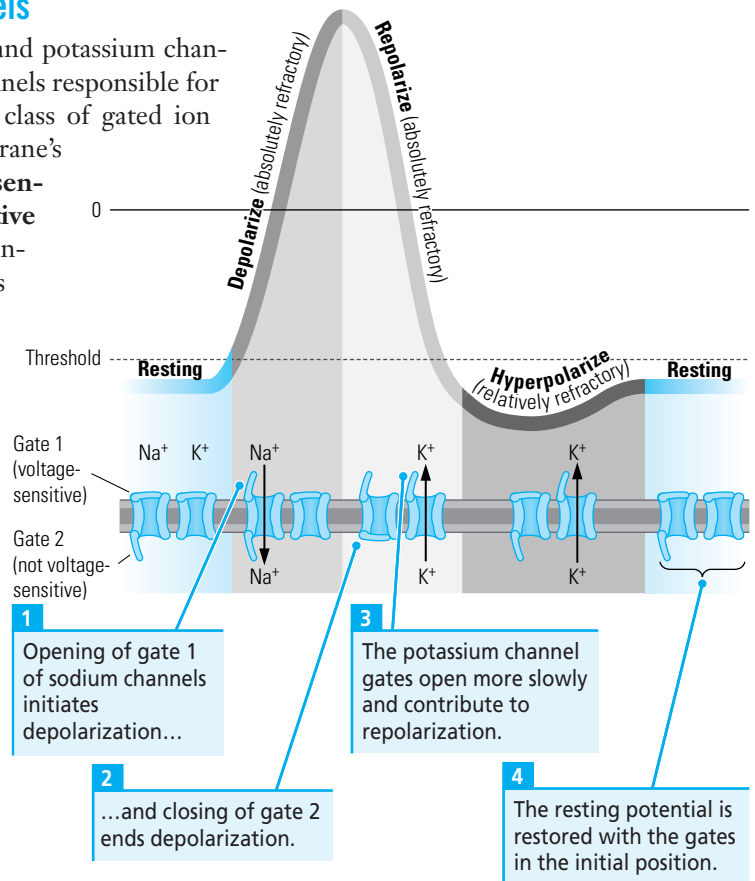 els
and potassium chan-
nnels responsible for
class of gated ion
rane's
sen-
tive
in-
s
Depolarize (absolutely refractory)
Repolarize (absolutely refractory)
0
Threshold
Resting
Hyperpolarize
(relatively refractory)
Resting
Gate 1
(voltage-
sensitive)
Na⁺ K⁺ Na⁺ K⁺ K⁺
Gate 2
(not voltage-
sensitive)
Na⁺ K⁺ K⁺
1
Opening of gate 1
of sodium channels
initiates
depolarization…
3
The potassium channel
gates open more slowly
and contribute to
repolarization.
2
…and closing of gate 2
ends depolarization.
4
The resting potential is
restored with the gates
in the initial position.